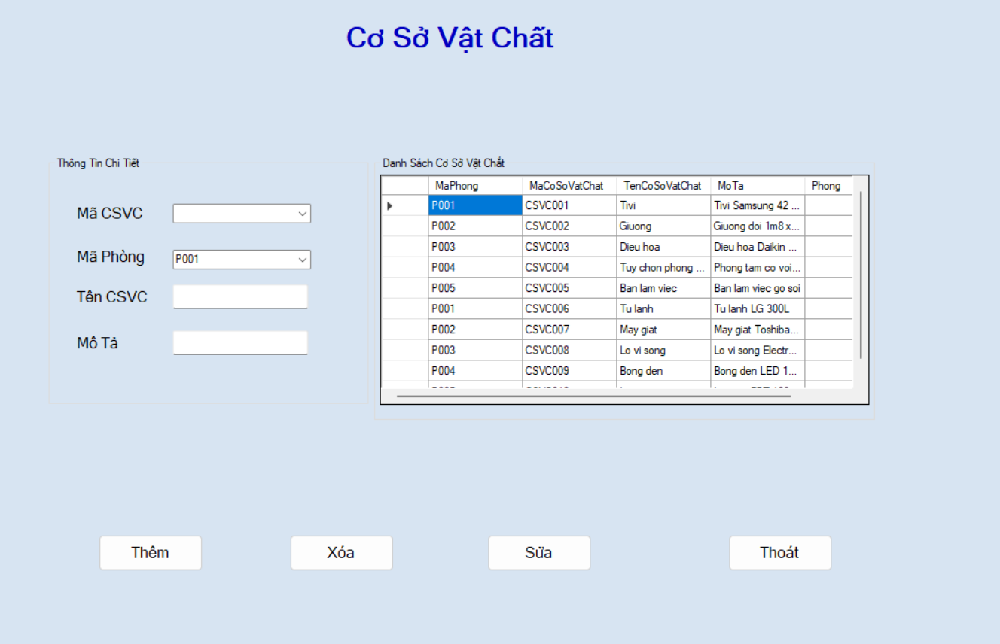 Cơ Sở Vật Chất
Thông Tin Chi Tiết
Mã CSVC
Mã Phòng P001
Tên CSVC
Mô Tả
Danh Sách Cơ Sở Vật Chất
MaPhong MaCoSoVatChat TenCoSoVatChat MoTa Phong
P001 CSVC001 Tivi Tivi Samsung 42 ...
P002 CSVC002 Giuong Giuong doi 1m8 x...
P003 CSVC003 Dieu hoa Dieu hoa Daikin ...
P004 CSVC004 Tuy chon phong ... Phong tam co voi...
P005 CSVC005 Ban lam viec Ban lam viec go soi
P001 CSVC006 Tu lanh Tu lanh LG 300L
P002 CSVC007 May giat May giat Toshiba...
P003 CSVC008 Lo vi song Lo vi song Electr...
P004 CSVC009 Bong den Bong den LED 1...
Thêm Xóa Sửa Thoát